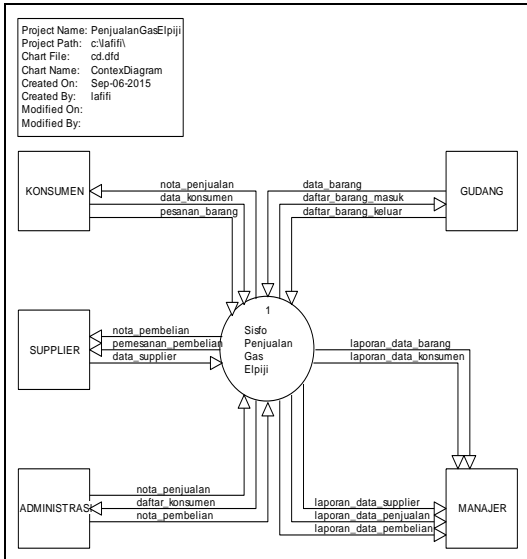 Project Name: PenjualanGasElpiji
Project Path: c:\lafifi\
Chart File: cd.dfd
Chart Name: ContexDiagram
Created On: Sep-06-2015
Created By: lafifi
Modified On:
Modified By:
KONSUMEN
nota_penjualan
data_konsumen
pesanan_barang
data_barang
daftar_barang_masuk
daftar_barang_keluar
GUDANG
1
Sisfo
Penjualan
Gas
Elpiji
SUPPLIER
nota_pembelian
pemesanan_pembelian
data_supplier
laporan_data_barang
laporan_data_konsumen
ADMINISTRASI
nota_penjualan
daftar_konsumen
nota_pembelian
laporan_data_supplier
laporan_data_penjualan
laporan_data_pembelian
MANAJER